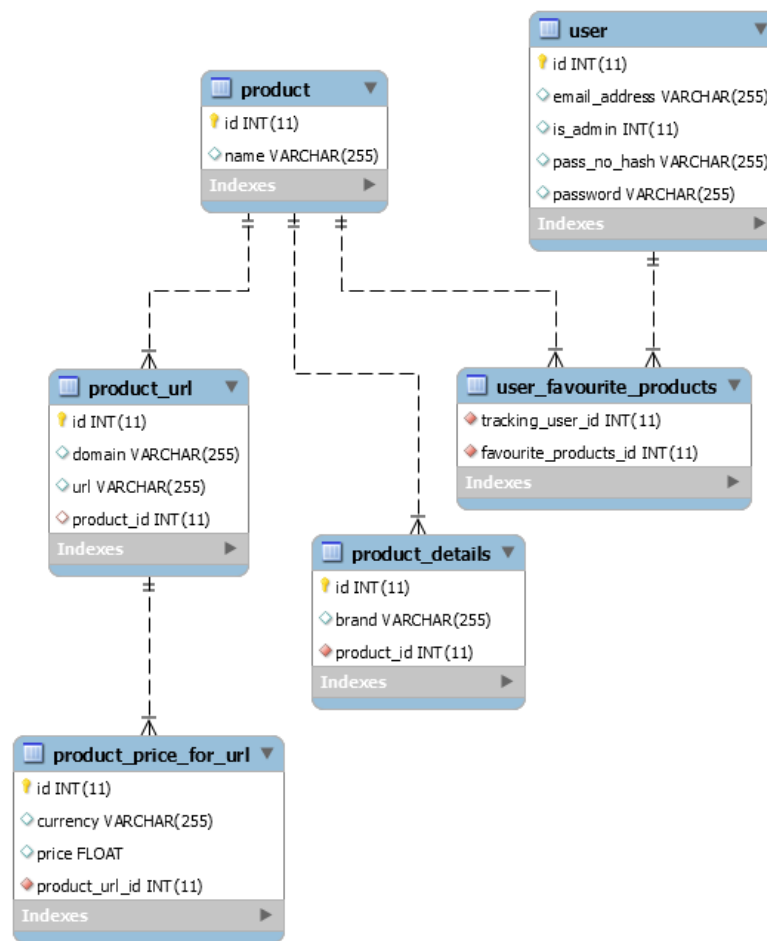 user
id INT(11)
email_address VARCHAR(255)
is_admin INT(11)
pass_no_hash VARCHAR(255)
password VARCHAR(255)
Indexes
product
id INT(11)
name VARCHAR(255)
Indexes
product_url
id INT(11)
domain VARCHAR(255)
url VARCHAR(255)
product_id INT(11)
Indexes
user_favourite_products
tracking_user_id INT(11)
favourite_products_id INT(11)
Indexes
product_details
id INT(11)
brand VARCHAR(255)
product_id INT(11)
Indexes
product_price_for_url
id INT(11)
currency VARCHAR(255)
price FLOAT
product_url_id INT(11)
Indexes